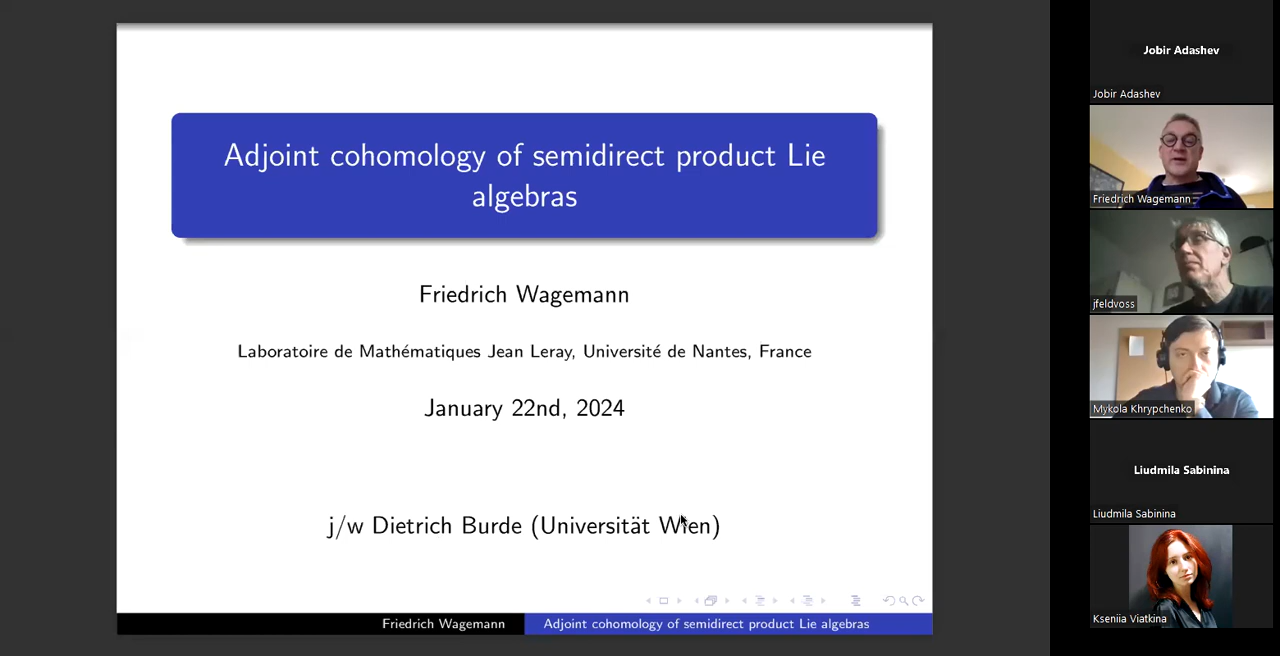 Adjoint cohomology of semidirect product Lie
algebras
Friedrich Wagemann
Laboratoire de Mathématiques Jean Leray, Université de Nantes, France
January 22nd, 2024
j/w Dietrich Burde (Universität Wien)
Friedrich Wagemann
Adjoint cohomology of semidirect product Lie algebras
Jobir Adashev
Jobir Adashev
Friedrich Wagemann
jfeldvoss
Mykola Khrypchenko
Liudmila Sabinina
Liudmila Sabinina
Kseniia Viatkina